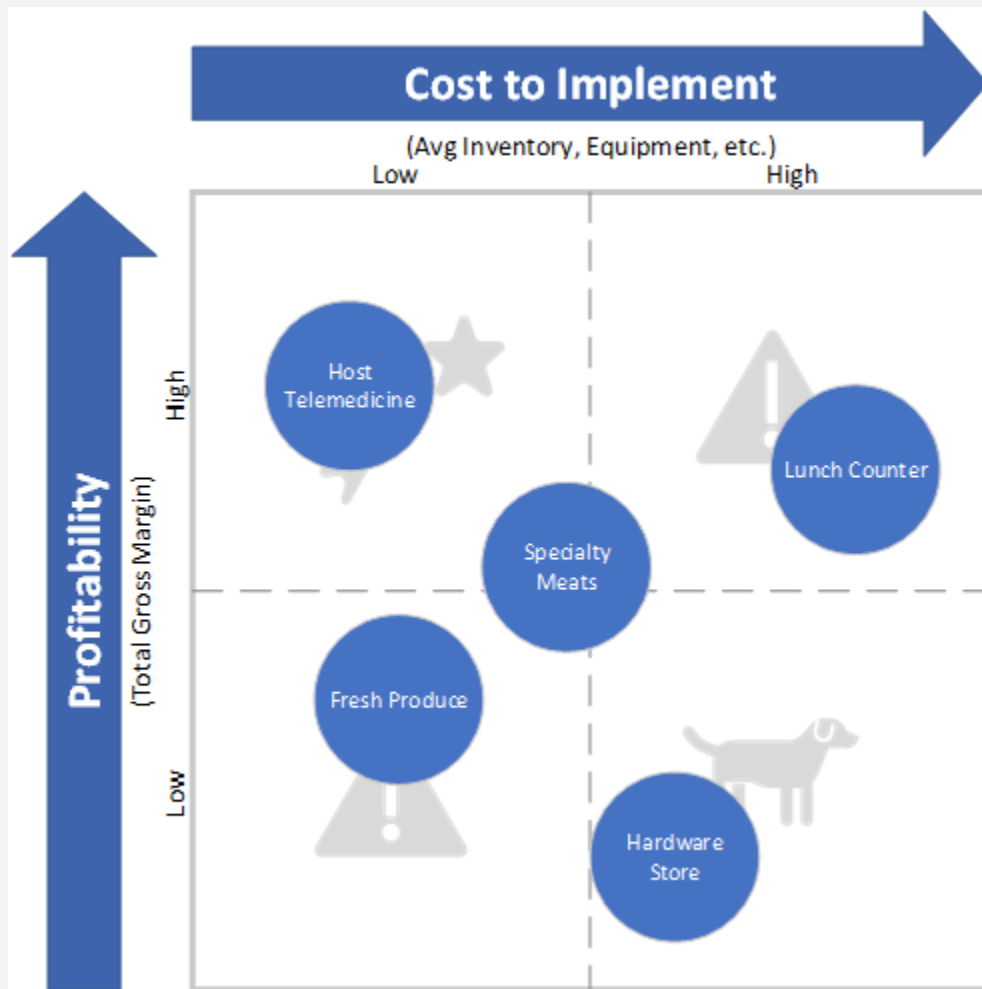 Cost to Implement
(Avg Inventory, Equipment, etc.)
Low
High
Profitability
(Total Gross Margin)
High
Low
Host
Telemedicine
Lunch Counter
Specialty
Meats
Fresh Produce
Hardware
Store